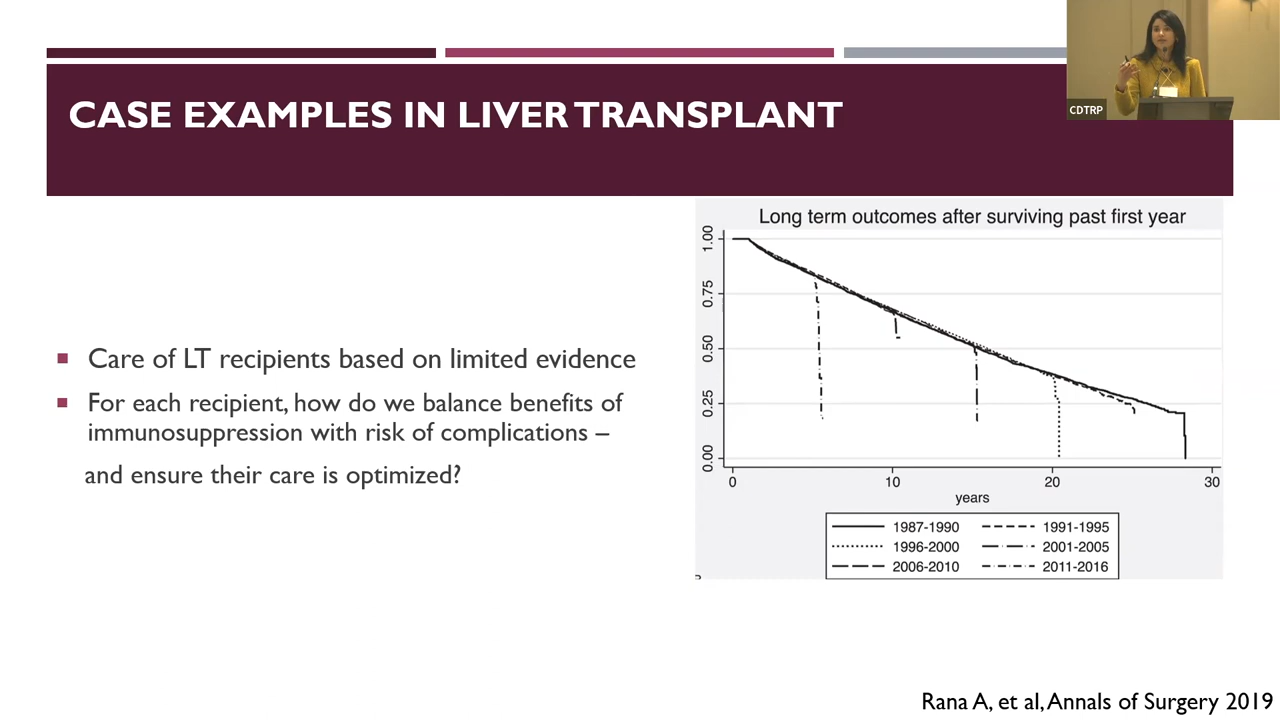 CASE EXAMPLES IN LIVER TRANSPLANT
CDTRP
Care of LT recipients based on limited evidence
For each recipient, how do we balance benefits of
immunosuppression with risk of complications –
and ensure their care is optimized?
Long term outcomes after surviving past first year
1.00
0.75
0.50
0.25
0.00
0 10 20 30
years
1987-1990 1991-1995
1996-2000 2001-2005
2006-2010 2011-2016
Rana A, et al, Annals of Surgery 2019